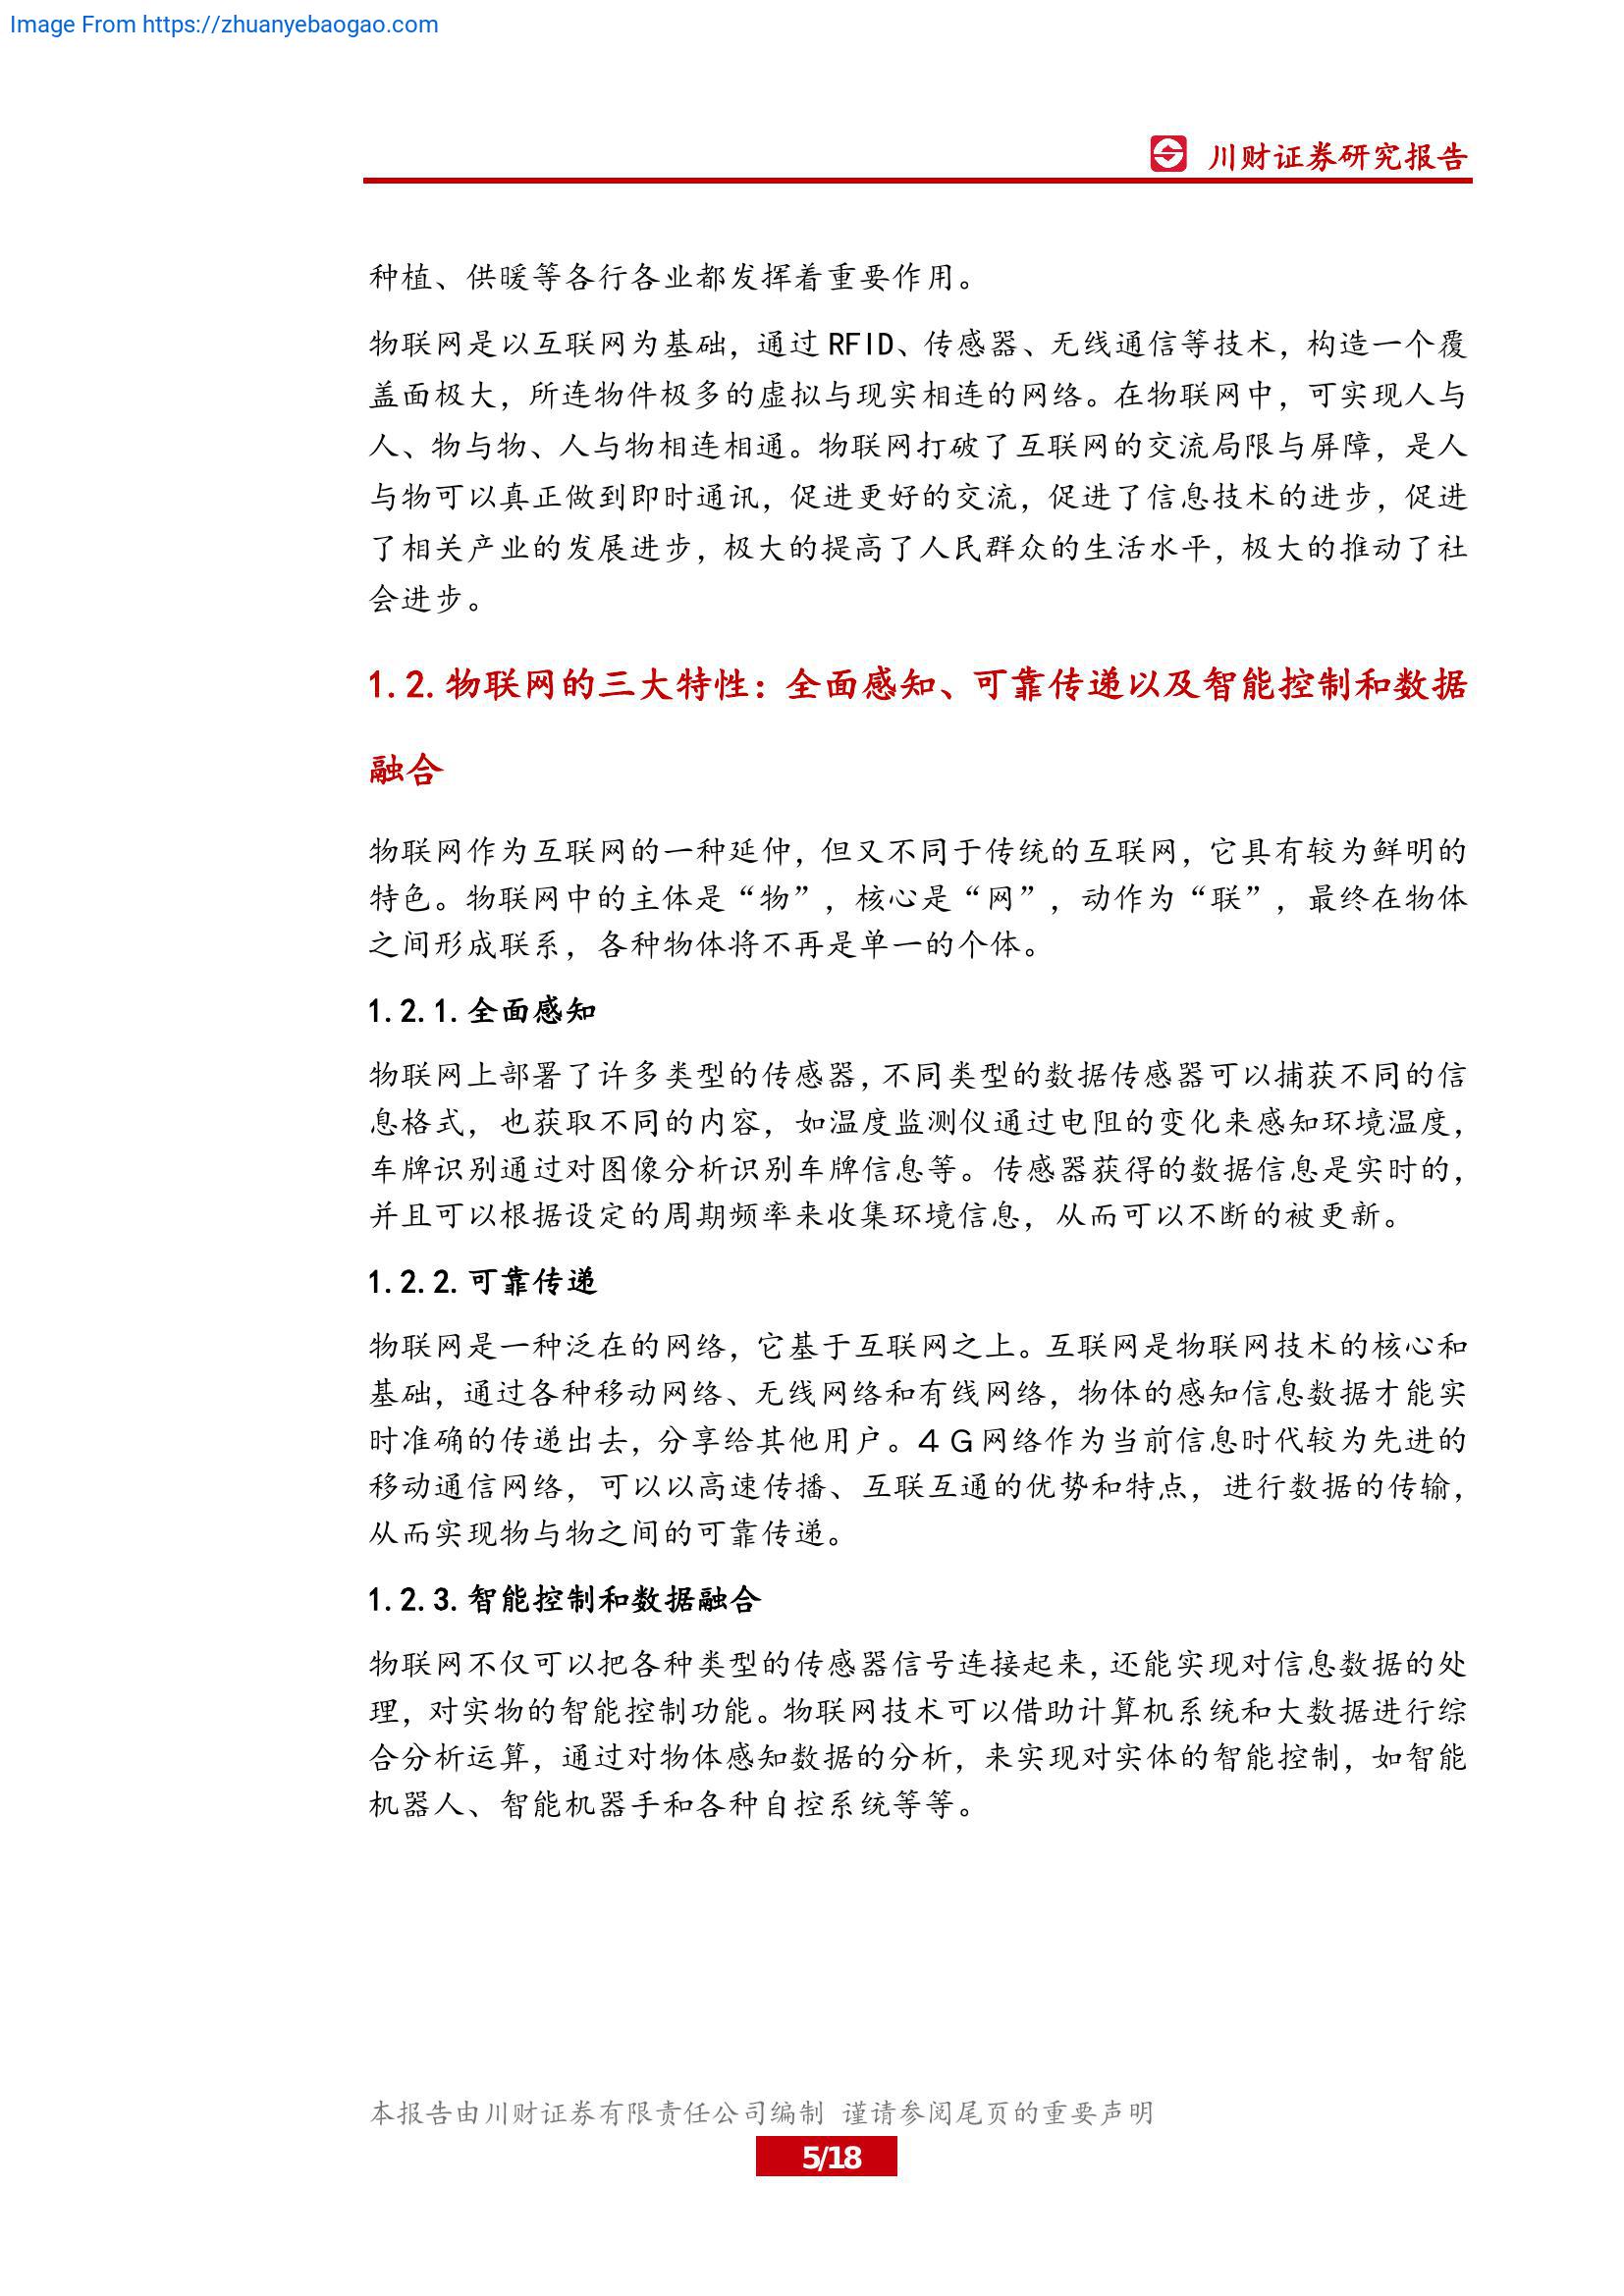 Image From https://zhuanyebaogao.com
川财证券研究报告
种植、供暖等各行各业都发挥着重要作用。
物联网是以互联网为基础，通过 RFID、传感器、无线通信等技术，构造一个覆
盖面极大，所连物件极多的虚拟与现实相连的网络。在物联网中，可实现人与
人、物与物、人与物相连相通。物联网打破了互联网的交流局限与屏障，是人
与物可以真正做到即时通讯，促进更好的交流，促进了信息技术的进步，促进
了相关产业的发展进步，极大的提高了人民群众的生活水平，极大的推动了社
会进步。
1.2.物联网的三大特性：全面感知、可靠传递以及智能控制和数据
融合
物联网作为互联网的一种延伸，但又不同于传统的互联网，它具有较为鲜明的
特色。物联网中的主体是“物”，核心是“网”，动作为“联”，最终在物体
之间形成联系，各种物体将不再是单一的个体。
1.2.1.全面感知
物联网上部署了许多类型的传感器，不同类型的数据传感器可以捕获不同的信
息格式，也获取不同的内容，如温度监测仪通过电阻的变化来感知环境温度，
车牌识别通过对图像分析识别车牌信息等。传感器获得的数据信息是实时的，
并且可以根据设定的周期频率来收集环境信息，从而可以不断的被更新。
1.2.2.可靠传递
物联网是一种泛在的网络，它基于互联网之上。互联网是物联网技术的核心和
基础，通过各种移动网络、无线网络和有线网络，物体的感知信息数据才能实
时准确的传递出去，分享给其他用户。４Ｇ网络作为当前信息时代较为先进的
移动通信网络，可以以高速传播、互联互通的优势和特点，进行数据的传输，
从而实现物与物之间的可靠传递。
1.2.3.智能控制和数据融合
物联网不仅可以把各种类型的传感器信号连接起来，还能实现对信息数据的处
理，对实物的智能控制功能。物联网技术可以借助计算机系统和大数据进行综
合分析运算，通过对物体感知数据的分析，来实现对实体的智能控制，如智能
机器人、智能机器手和各种自控系统等等。
本报告由川财证券有限责任公司编制 谨请参阅尾页的重要声明
5/18